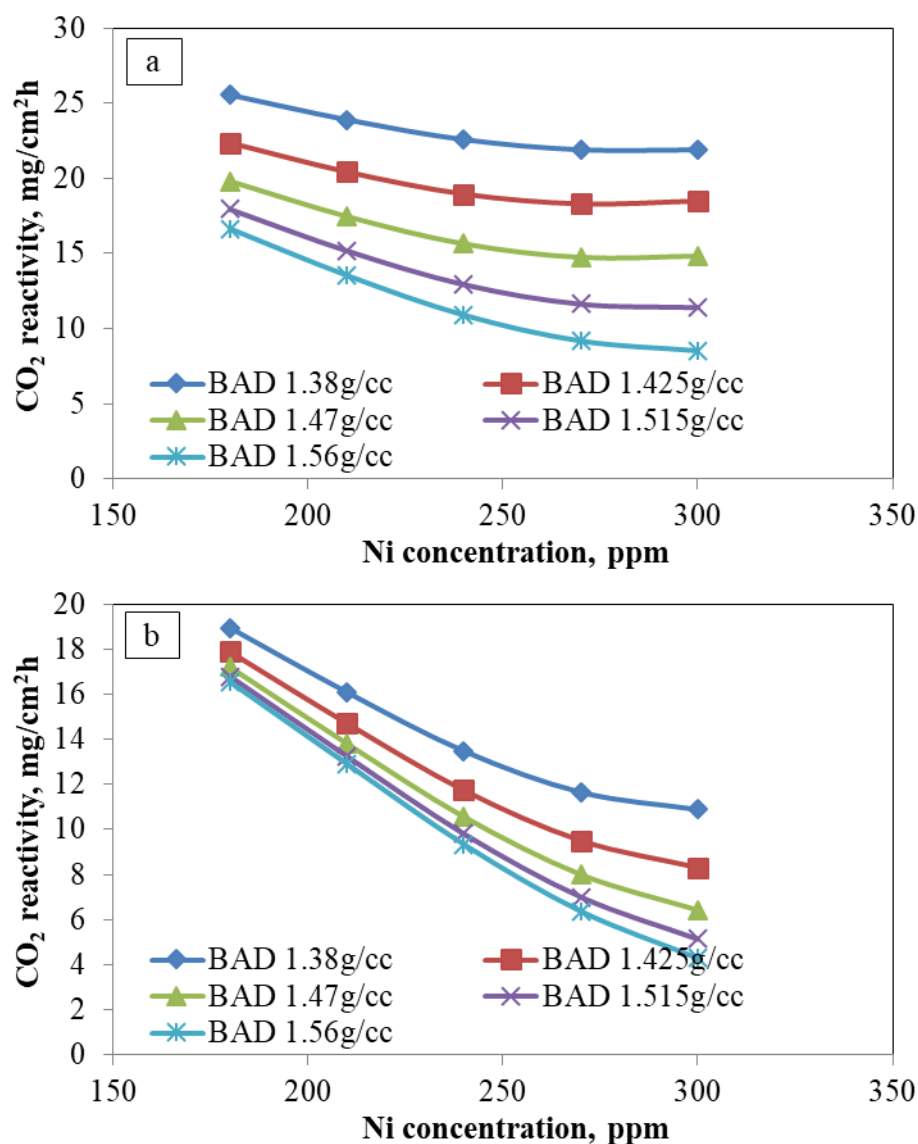 a
30
25
20
15
10
5
0
CO₂ reactivity, mg/cm²h
BAD 1.38g/cc BAD 1.425g/cc
BAD 1.47g/cc BAD 1.515g/cc
BAD 1.56g/cc
150 200 250 300 350
Ni concentration, ppm
b
20
18
16
14
12
10
8
6
4
2
0
CO₂ reactivity, mg/cm²h
BAD 1.38g/cc BAD 1.425g/cc
BAD 1.47g/cc BAD 1.515g/cc
BAD 1.56g/cc
150 200 250 300 350
Ni concentration, ppm